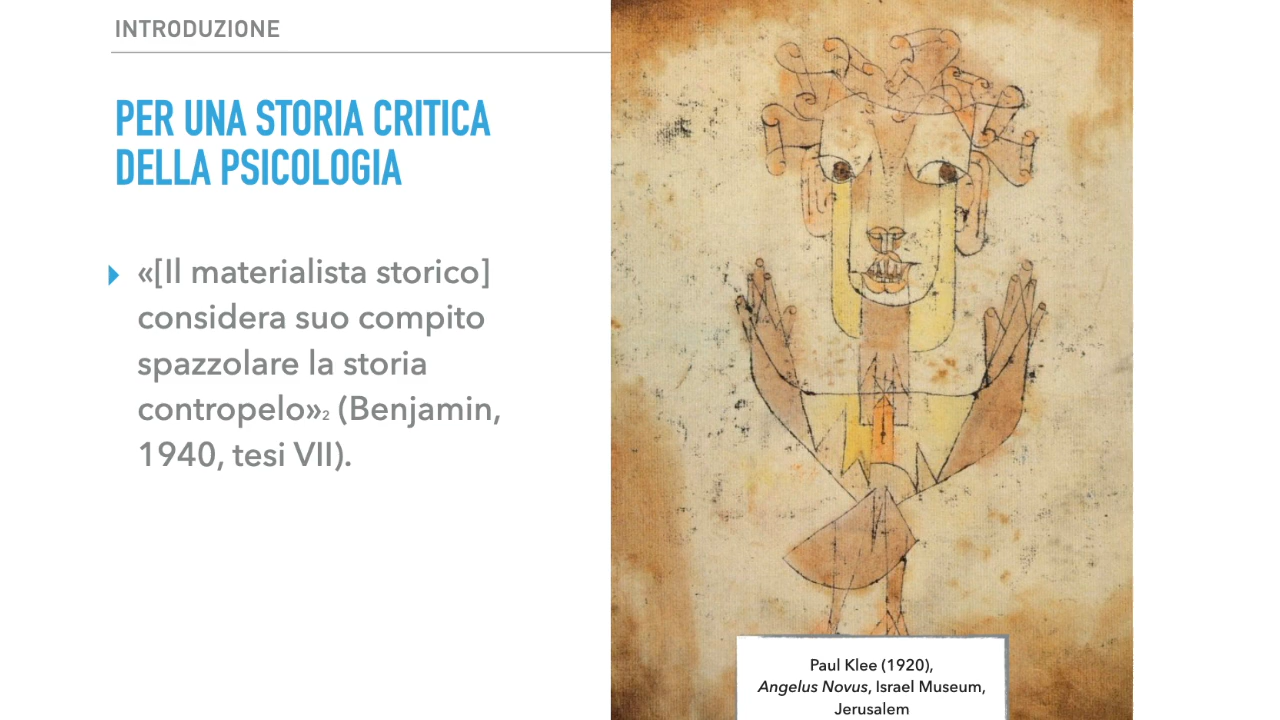 INTRODUZIONE
PER UNA STORIA CRITICA
DELLA PSICOLOGIA
«[Il materialista storico]
considera suo compito
spazzolare la storia
contropelo»2 (Benjamin,
1940, tesi VII).
Paul Klee (1920),
Angelus Novus, Israel Museum,
Jerusalem